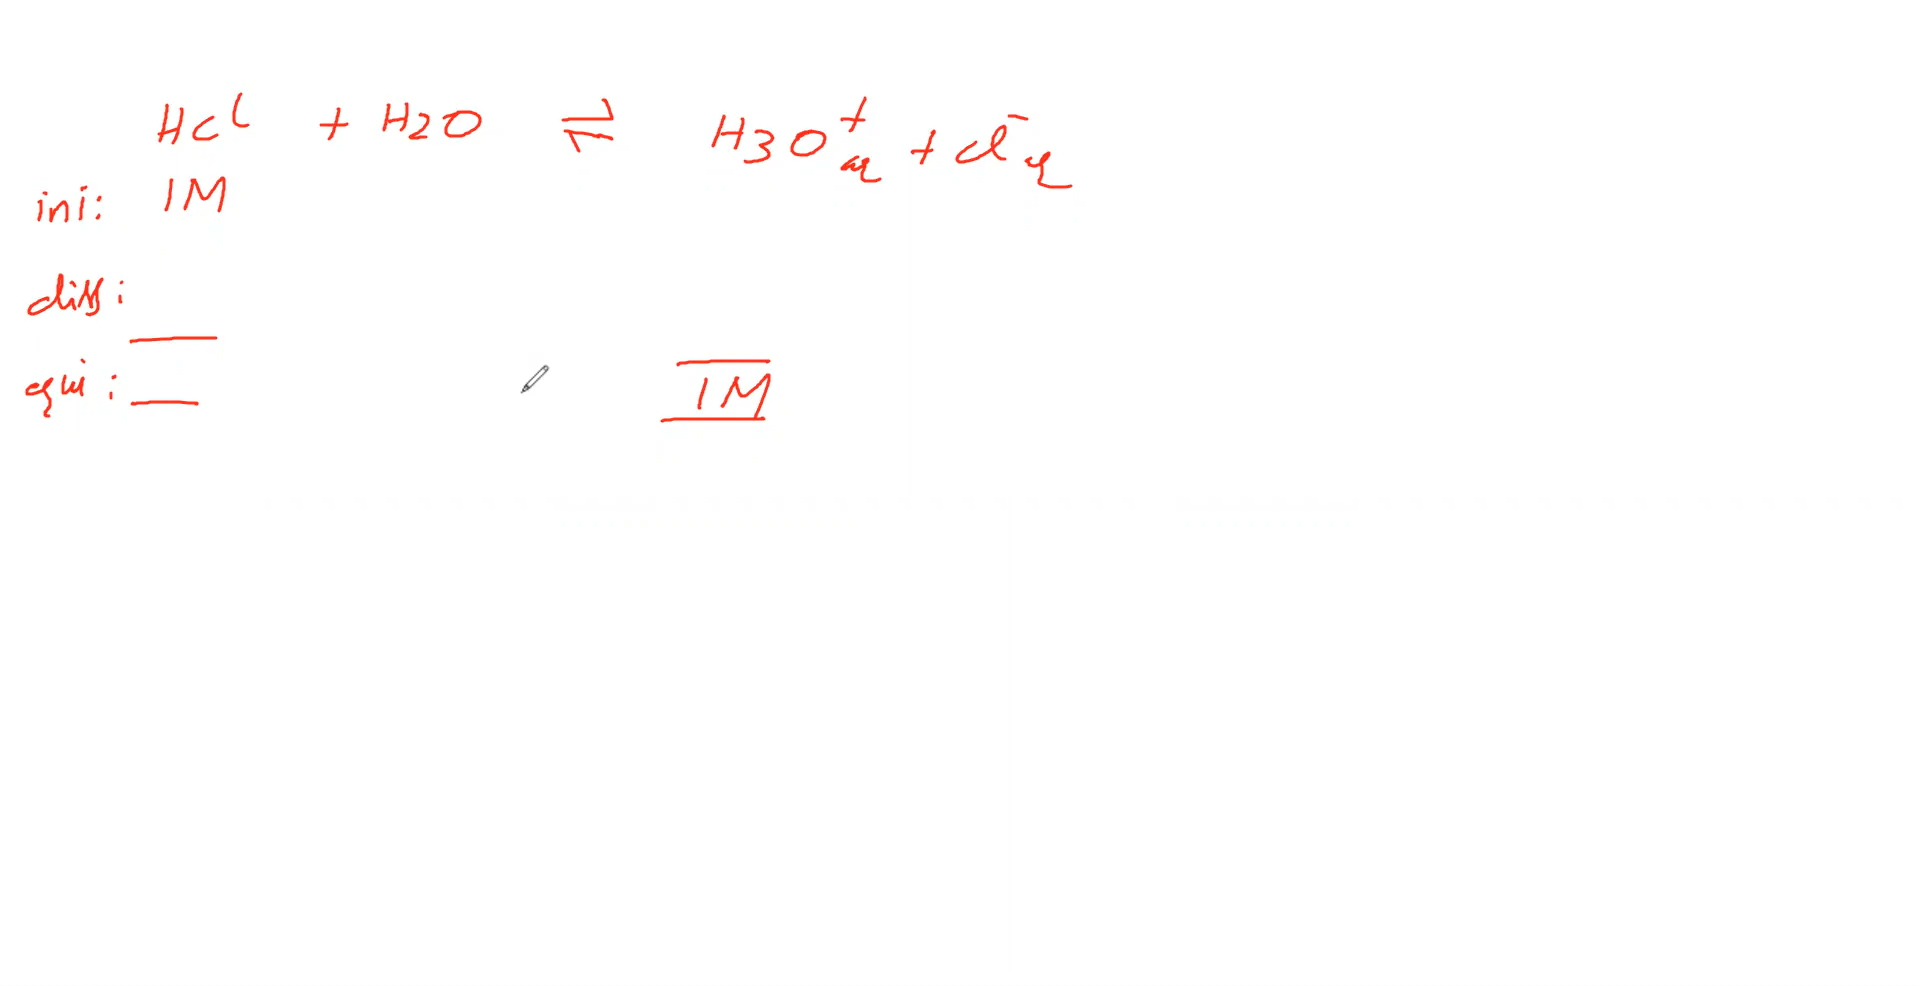 HCl + H2O ⇌ H3O⁺aq + Cl⁻aq
ini: 1M
diss:
equi: 1M